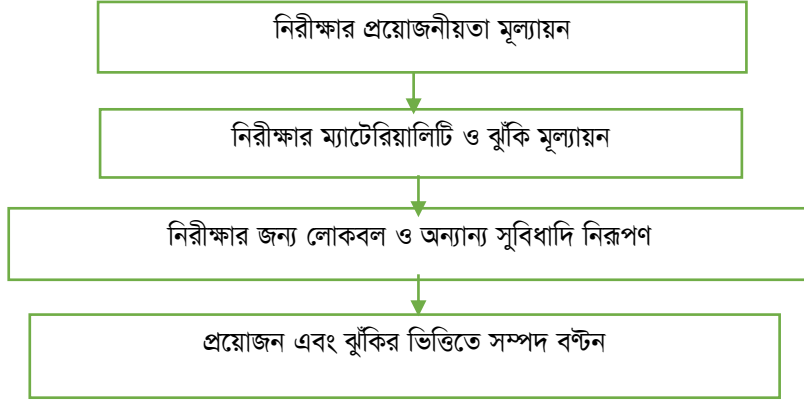 নিরীক্ষার প্রয়োজনীয়তা মূল্যায়ন
নিরীক্ষার ম্যাটেরিয়ালিটি ও ঝুঁকি মূল্যায়ন
নিরীক্ষার জন্য লোকবল ও অন্যান্য সুবিধাদি নিরূপণ
প্রয়োজন এবং ঝুঁকির ভিত্তিতে সম্পদ বণ্টন